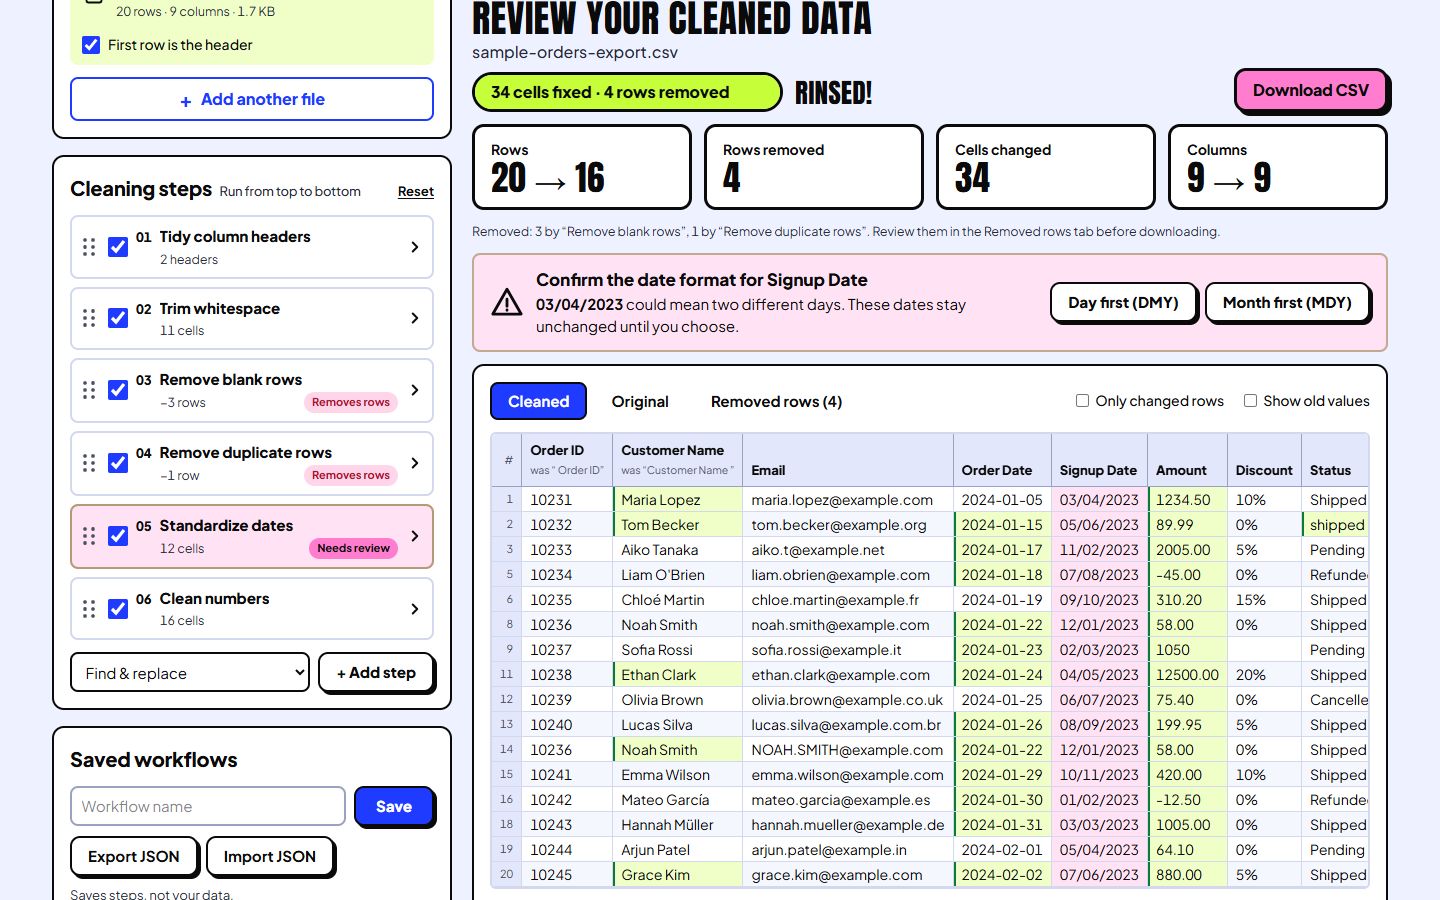 20 rows · 9 columns · 1.7 KB
First row is the header
+ Add another file
Cleaning steps Run from top to bottom Reset
01 Tidy column headers
2 headers
02 Trim whitespace
11 cells
03 Remove blank rows
−3 rows Removes rows
04 Remove duplicate rows
−1 row Removes rows
05 Standardize dates
12 cells Needs review
06 Clean numbers
16 cells
Find & replace + Add step
Saved workflows
Workflow name Save
Export JSON Import JSON
Saves steps, not your data.
REVIEW YOUR CLEANED DATA
sample-orders-export.csv
34 cells fixed · 4 rows removed RINSED! Download CSV
Rows Rows removed Cells changed Columns
20 → 16 4 34 9 → 9
Removed: 3 by “Remove blank rows”, 1 by “Remove duplicate rows”. Review them in the Removed rows tab before downloading.
Confirm the date format for Signup Date
03/04/2023 could mean two different days. These dates stay
unchanged until you choose.
Day first (DMY) Month first (MDY)
Cleaned Original Removed rows (4) Only changed rows Show old values
# Order ID Customer Name Email Order Date Signup Date Amount Discount Status
was “ Order ID” was “Customer Name ”
1 10231 Maria Lopez maria.lopez@example.com 2024-01-05 03/04/2023 1234.50 10% Shipped
2 10232 Tom Becker tom.becker@example.org 2024-01-15 05/06/2023 89.99 0% shipped
3 10233 Aiko Tanaka aiko.t@example.net 2024-01-17 11/02/2023 2005.00 5% Pending
5 10234 Liam O'Brien liam.obrien@example.com 2024-01-18 07/08/2023 -45.00 0% Refunde
6 10235 Chloé Martin chloe.martin@example.fr 2024-01-19 09/10/2023 310.20 15% Shipped
8 10236 Noah Smith noah.smith@example.com 2024-01-22 12/01/2023 58.00 0% Shipped
9 10237 Sofia Rossi sofia.rossi@example.it 2024-01-23 02/03/2023 1050 Pending
11 10238 Ethan Clark ethan.clark@example.com 2024-01-24 04/05/2023 12500.00 20% Shipped
12 10239 Olivia Brown olivia.brown@example.co.uk 2024-01-25 06/07/2023 75.40 0% Cancelle
13 10240 Lucas Silva lucas.silva@example.com.br 2024-01-26 08/09/2023 199.95 5% Shipped
14 10236 Noah Smith NOAH.SMITH@example.com 2024-01-22 12/01/2023 58.00 0% Shipped
15 10241 Emma Wilson emma.wilson@example.com 2024-01-29 10/11/2023 420.00 10% Shipped
16 10242 Mateo García mateo.garcia@example.es 2024-01-30 01/02/2023 -12.50 0% Refunde
18 10243 Hannah Müller hannah.mueller@example.de 2024-01-31 03/03/2023 1005.00 0% Shipped
19 10244 Arjun Patel arjun.patel@example.in 2024-02-01 05/04/2023 64.10 0% Pending
20 10245 Grace Kim grace.kim@example.com 2024-02-02 07/06/2023 880.00 5% Shipped